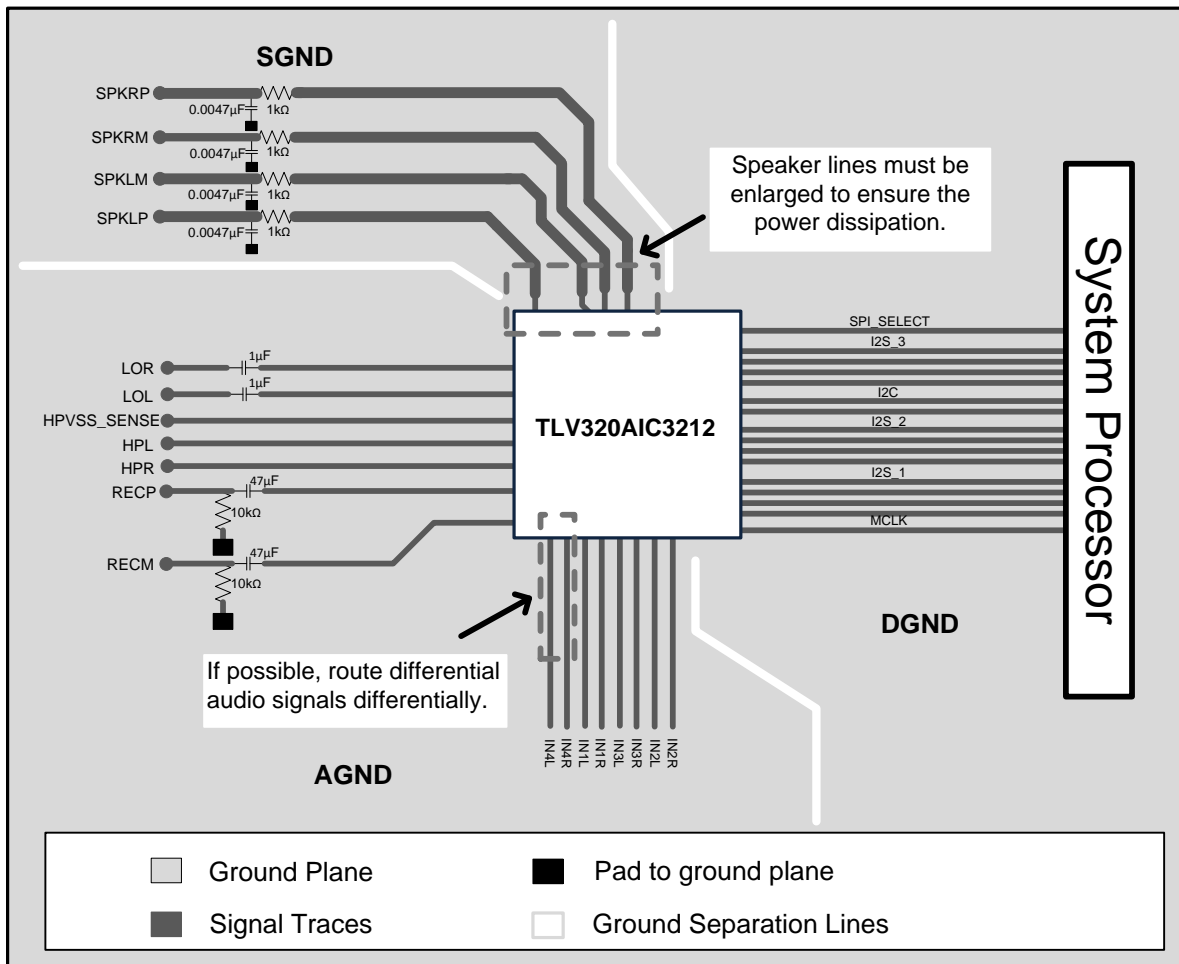 SGND
SPKRP
0.0047µF
1kΩ
SPKRM
0.0047µF
1kΩ
SPKLM
0.0047µF
1kΩ
SPKLP
0.0047µF
1kΩ
Speaker lines must be
enlarged to ensure the
power dissipation.
System Processor
SPI_SELECT
I2S_3
I2C
I2S_2
I2S_1
MCLK
TLV320AIC3212
LOR
1µF
LOL
1µF
HPVSS_SENSE
HPL
HPR
RECP
47µF
10kΩ
RECM
47µF
10kΩ
DGND
If possible, route differential
audio signals differentially.
IN4L
IN4R
IN1L
IN1R
IN3L
IN3R
IN2L
IN2R
AGND
Ground Plane
Pad to ground plane
Signal Traces
Ground Separation Lines